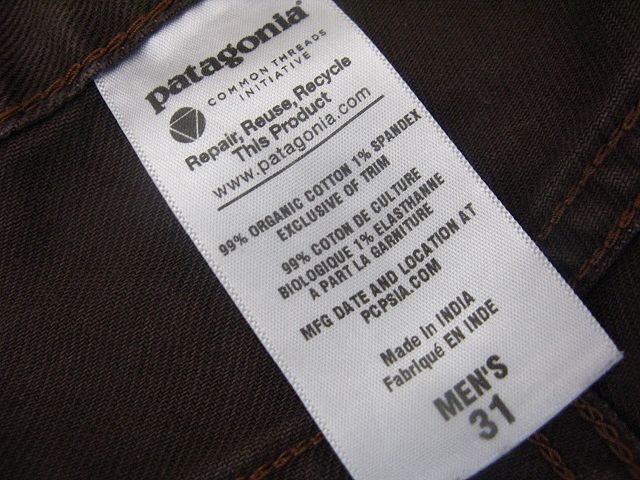 patagonia®
COMMON THREADS
INITIATIVE
Repair, Reuse, Recycle
This Product
www.patagonia.com
99% ORGANIC COTTON 1% SPANDEX
EXCLUSIVE OF TRIM
99% COTON DE CULTURE
BIOLOGIQUE 1% ELASTHANNE
A PART LA GARNITURE
MFG DATE AND LOCATION AT
PCPSIA.COM
Made in INDIA
Fabriqué EN INDE
MEN'S
31